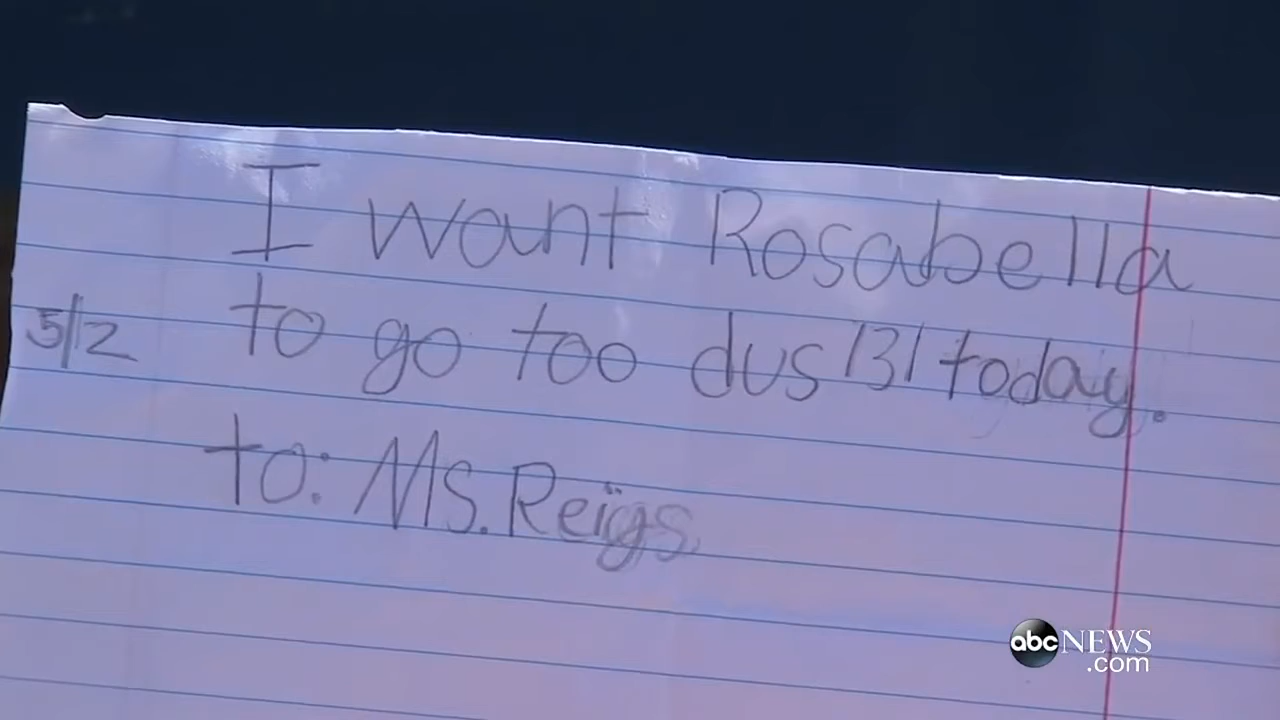 I want Rosabella
5/2 to go too dus 131 today.
to: Ms. Reigs
abc NEWS
.com